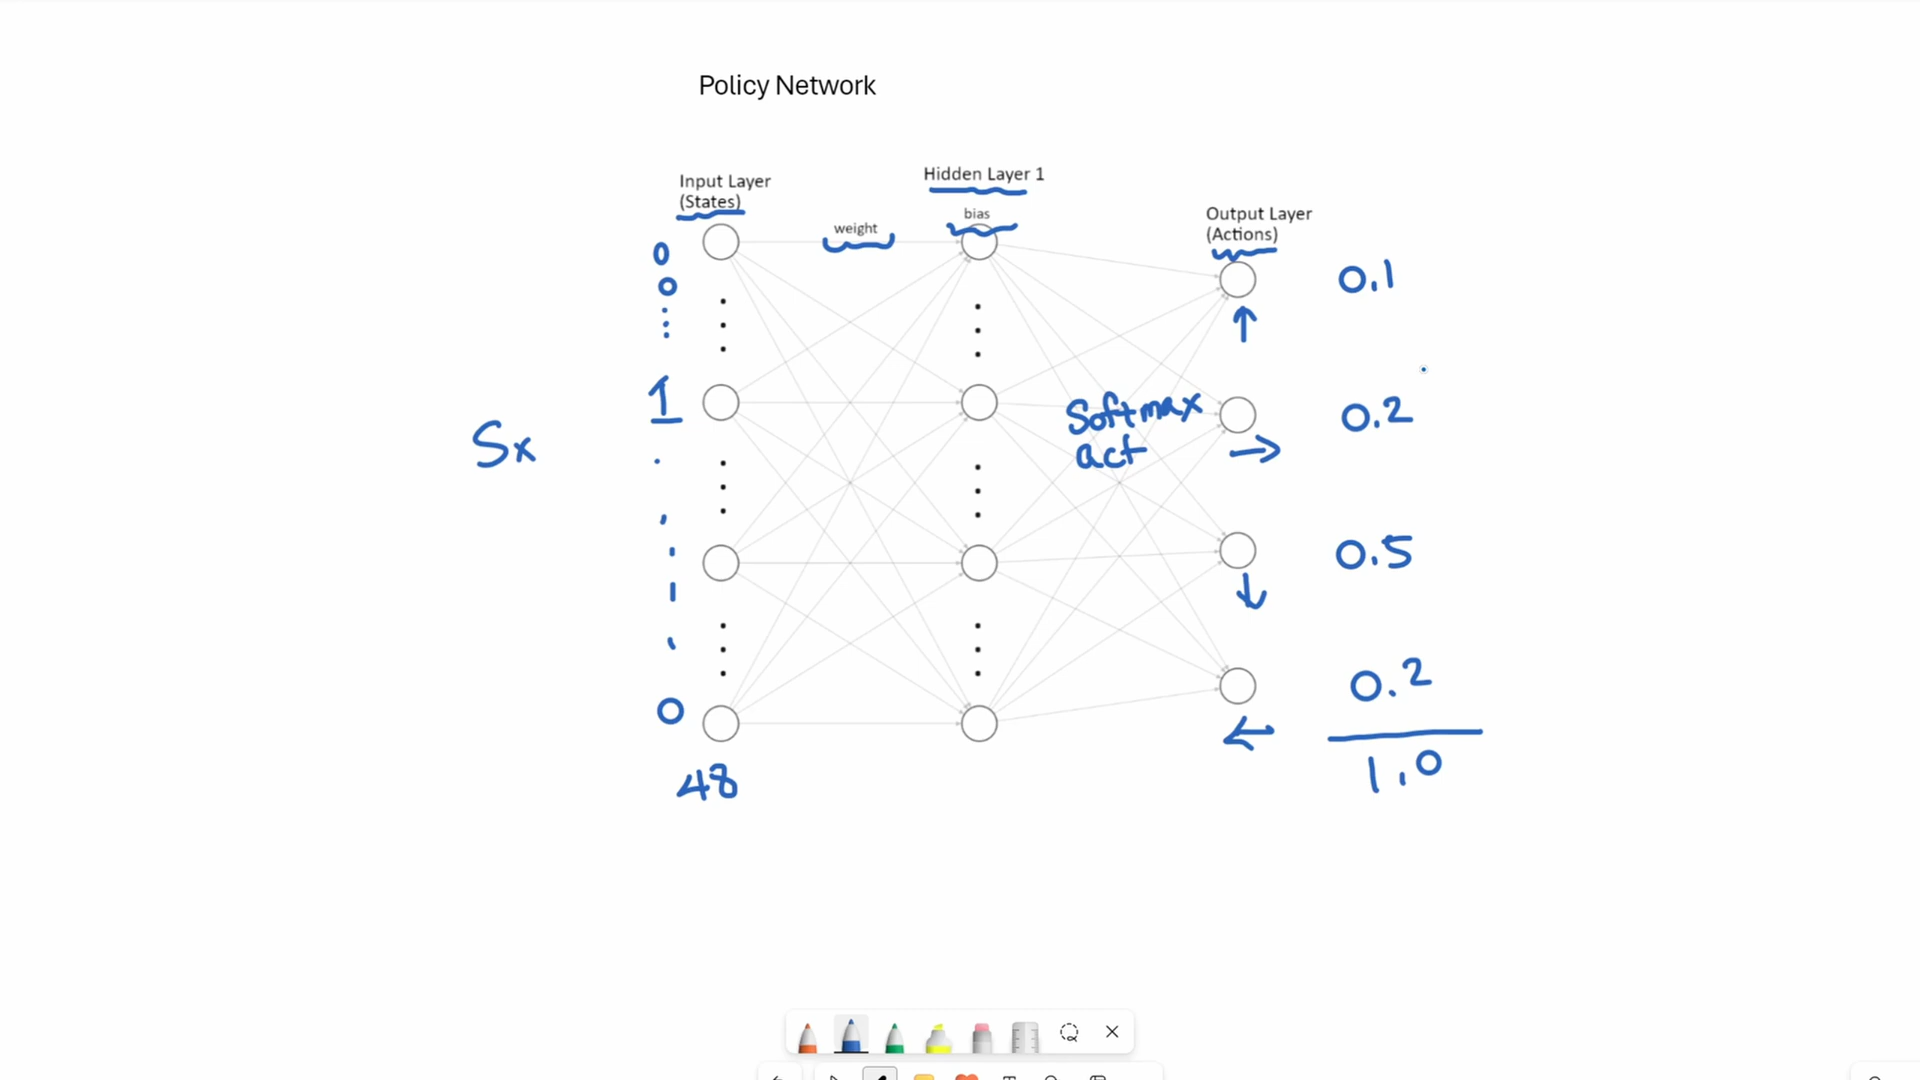 Policy Network
Input Layer
(States)
weight
Hidden Layer 1
bias
Output Layer
(Actions)
0
0
1
0
48
Sx
Softmax
act
0.1
0.2
0.5
0.2
1.0